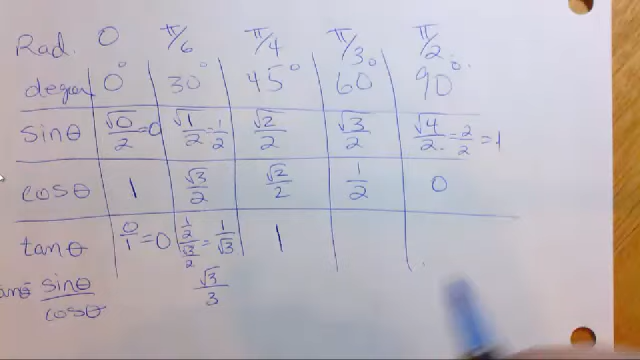 Rad. 0 π/6 π/4 π/3 π/2
degree 0° 30° 45° 60° 90°
sinθ √0/2=0 √1/2=1/2 √2/2 √3/2 √4/2=2/2=1
cosθ 1 √3/2 √2/2 1/2 0
tanθ 0/1=0 1/2/√3/2=1/√3 1
√3/3
sinθ/cosθ